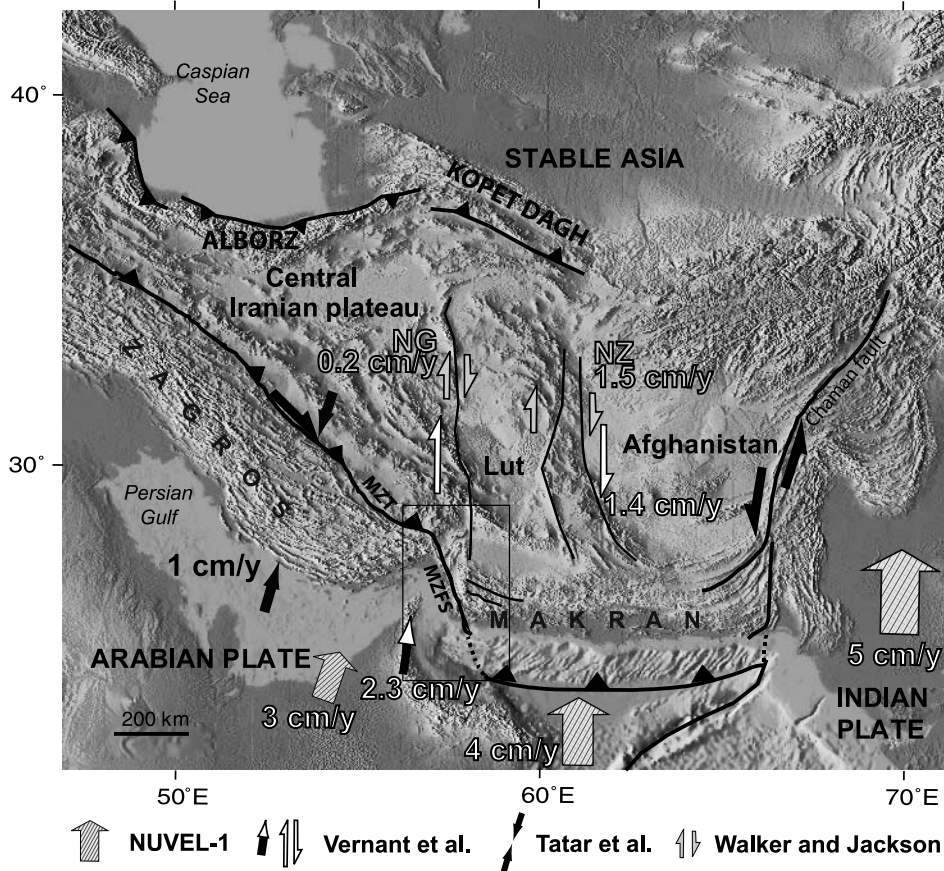 Caspian
Sea
40°
STABLE ASIA
KOPET DAGH
ALBORZ
Central
Iranian plateau
NG
0.2 cm/y
NZ
1.5 cm/y
Chaman fault
ZAGROS
Afghanistan
30°
Lut
Persian
Gulf
MZT
1.4 cm/y
1 cm/y
MZFS
MAKRAN
ARABIAN PLATE
5 cm/y
2.3 cm/y
INDIAN
PLATE
3 cm/y
200 km
4 cm/y
50°E
60°E
70°E
NUVEL-1
Vernant et al.
Tatar et al.
Walker and Jackson